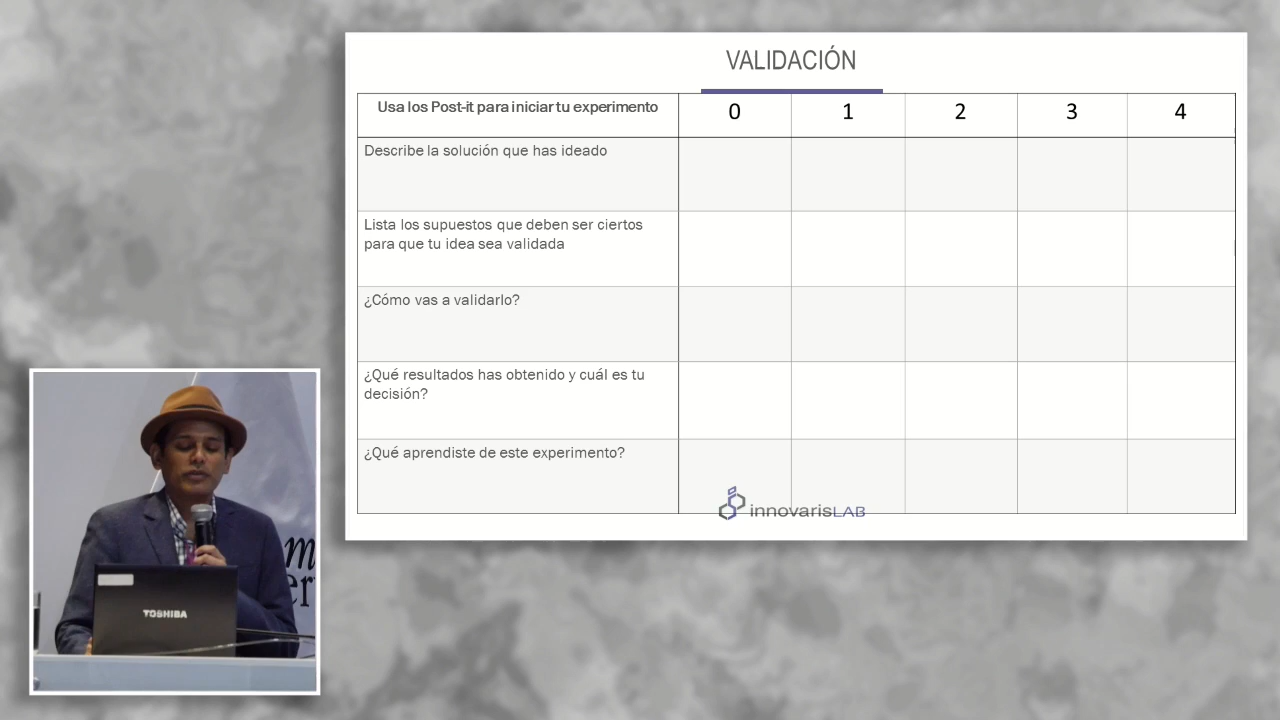 VALIDACIÓN
Usa los Post-it para iniciar tu experimento
0 1 2 3 4
Describe la solución que has ideado
Lista los supuestos que deben ser ciertos
para que tu idea sea validada
¿Cómo vas a validarlo?
¿Qué resultados has obtenido y cuál es tu
decisión?
¿Qué aprendiste de este experimento?
innovarisLAB
TOSHIBA